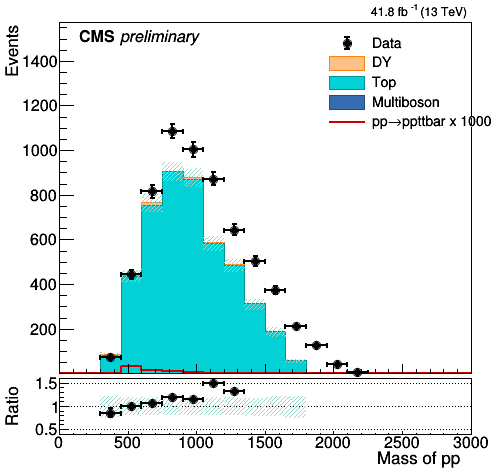 41.8 fb⁻¹ (13 TeV)
CMS preliminary
Events
Data
DY
Top
Multiboson
pp→ppttbar x 1000
1400
1200
1000
800
600
400
200
Ratio
1.5
1
0.5
0 500 1000 1500 2000 2500 3000
Mass of pp